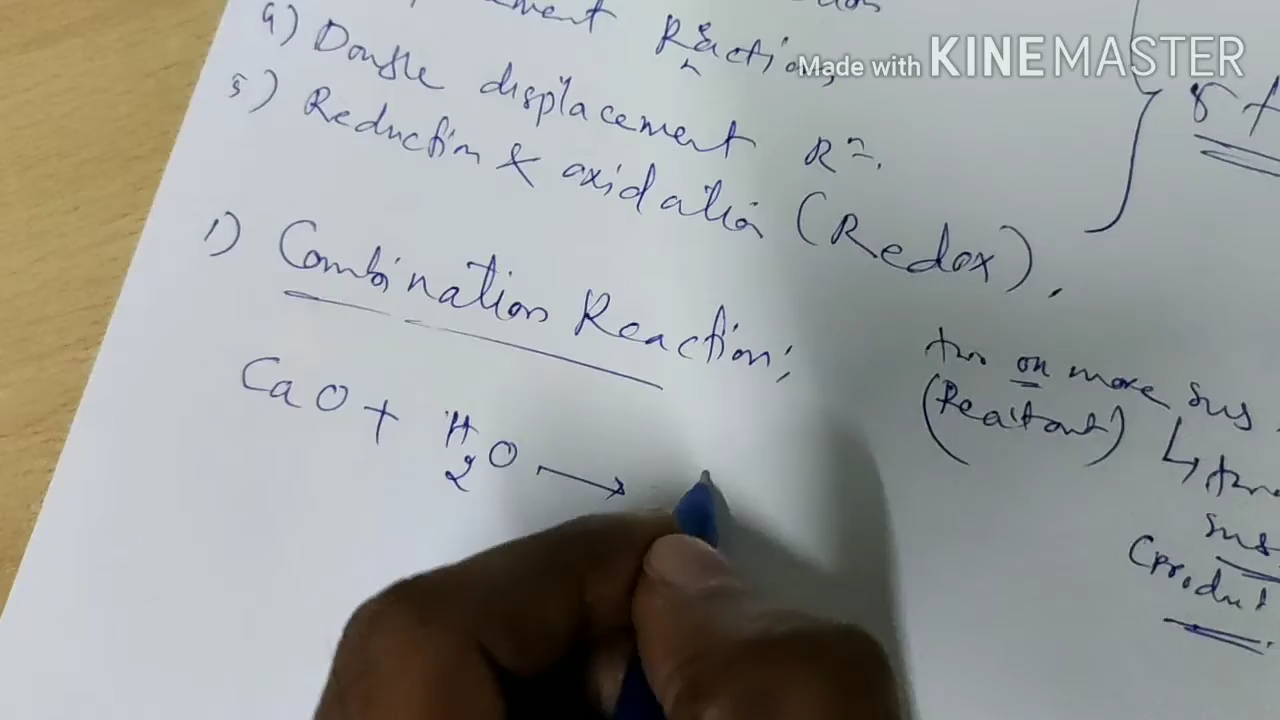 Reaction,
Made with KINEMASTER
4) Double displacement Rn.
5) Reduction & oxidation (Redox).
1) Combination Reaction;
CaO + H2O →
two or more sus
(Reactant)
product